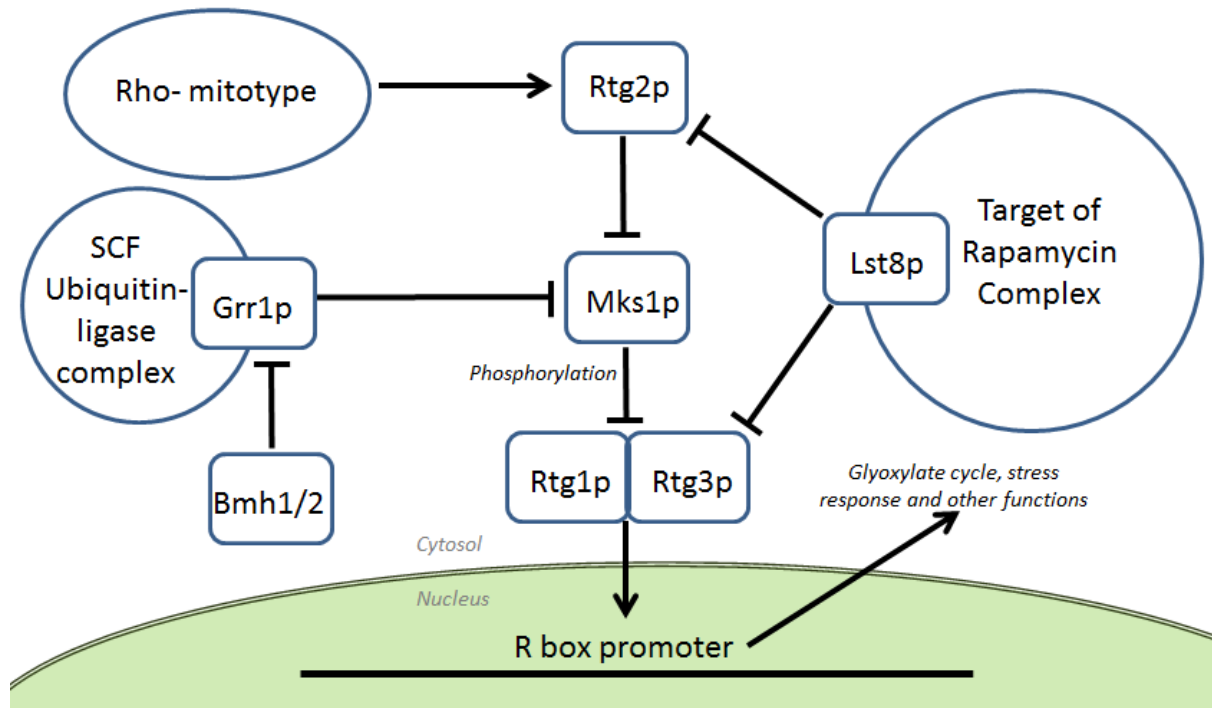 Rho- mitotype
Rtg2p
SCF
Ubiquitin-
ligase
complex
Grr1p
Mks1p
Lst8p
Target of
Rapamycin
Complex
Phosphorylation
Bmh1/2
Rtg1p
Rtg3p
Glyoxylate cycle, stress
response and other functions
Cytosol
Nucleus
R box promoter